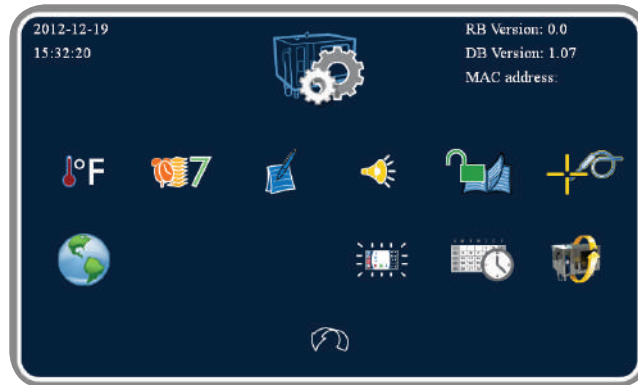 2012-12-19
15:32:20
RB Version: 0.0
DB Version: 1.07
MAC address:
°F
7